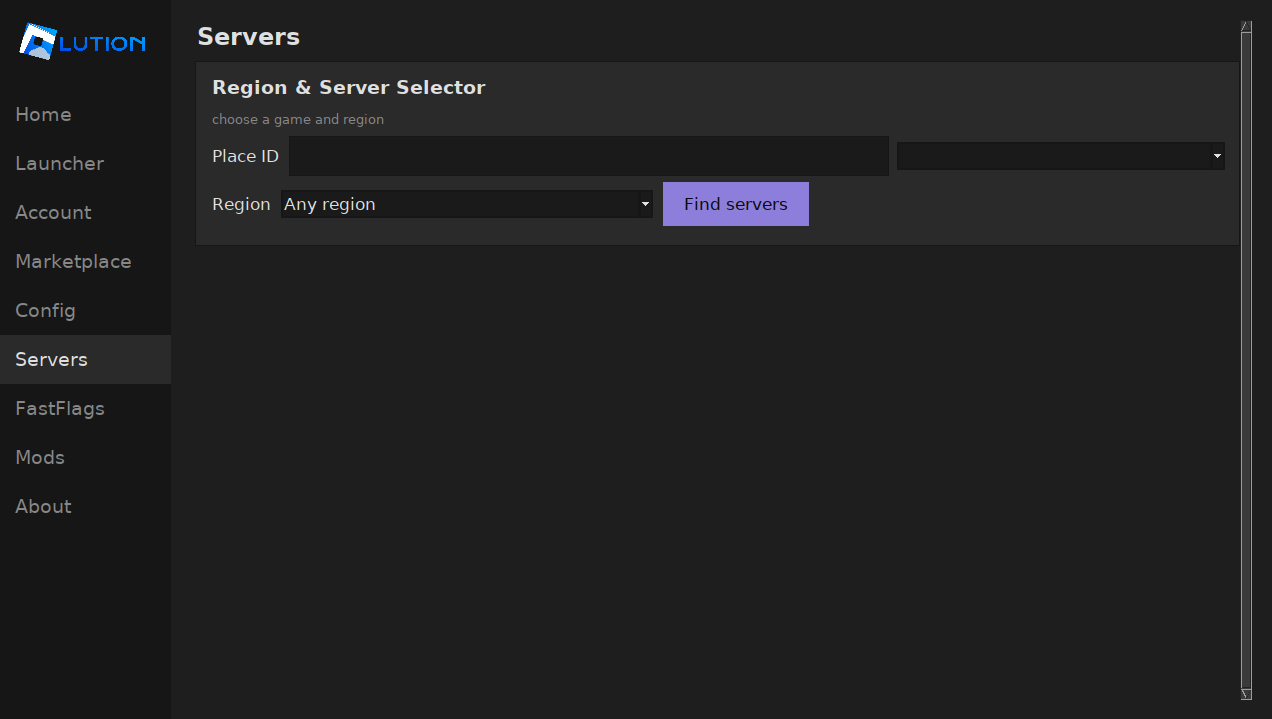 LUTION
Home
Launcher
Account
Marketplace
Config
Servers
FastFlags
Mods
About
Servers
Region & Server Selector
choose a game and region
Place ID
Region Any region Find servers